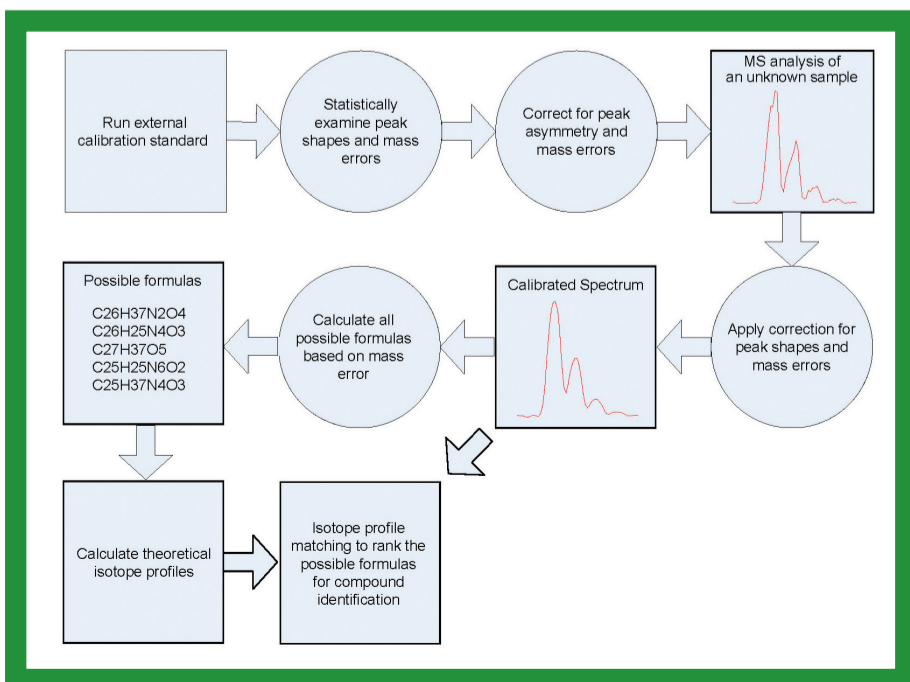 Run external
calibration standard
Statistically
examine peak
shapes and mass
errors
Correct for peak
asymmetry and
mass errors
MS analysis of
an unknown sample
Apply correction for
peak shapes and
mass errors
Calibrated Spectrum
Calculate all
possible formulas
based on mass
error
Possible formulas
C26H37N2O4
C26H25N4O3
C27H37O5
C25H25N6O2
C25H37N4O3
Calculate theoretical
isotope profiles
Isotope profile
matching to rank the
possible formulas
for compound
identification